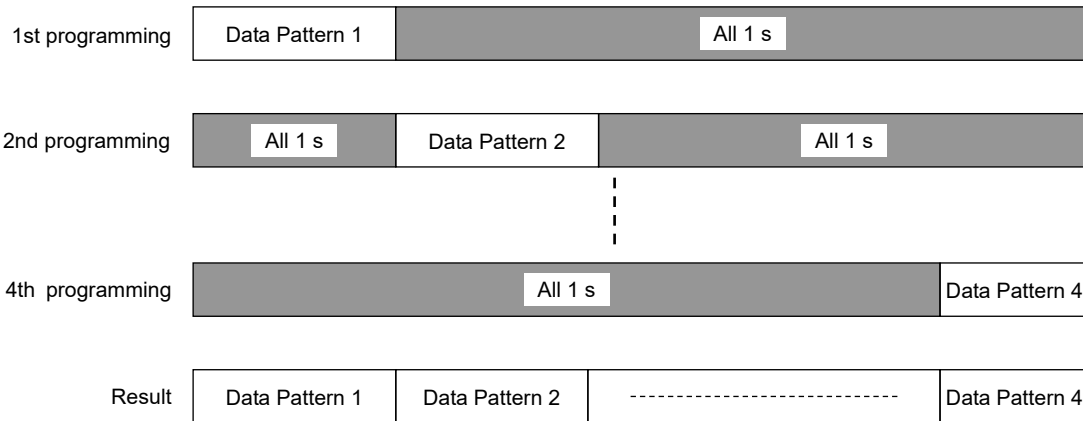 1st programming Data Pattern 1 All 1 s
2nd programming All 1 s Data Pattern 2 All 1 s
4th programming All 1 s Data Pattern 4
Result Data Pattern 1 Data Pattern 2 Data Pattern 4